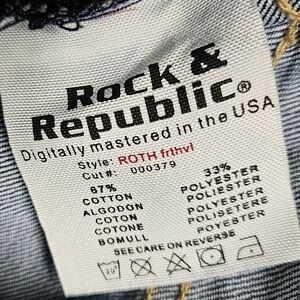 Rock &
Republic®
Digitally mastered in the USA
Style: ROTH frthvl
Cut#: 000379
67% 33%
COTTON POLYESTER
ALGODON POLIESTER
COTON POLYESTER
COTONE POLISETERE
BOMULL POLYESTER
SEE CARE ON REVERSE